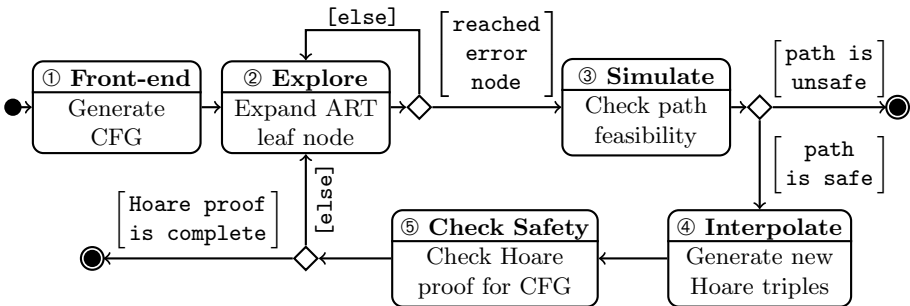 [else]
[reached
error
node]
① Front-end
Generate
CFG
② Explore
Expand ART
leaf node
③ Simulate
Check path
feasibility
[path is
unsafe]
[path
is safe]
[else]
[Hoare proof
is complete]
⑤ Check Safety
Check Hoare
proof for CFG
④ Interpolate
Generate new
Hoare triples